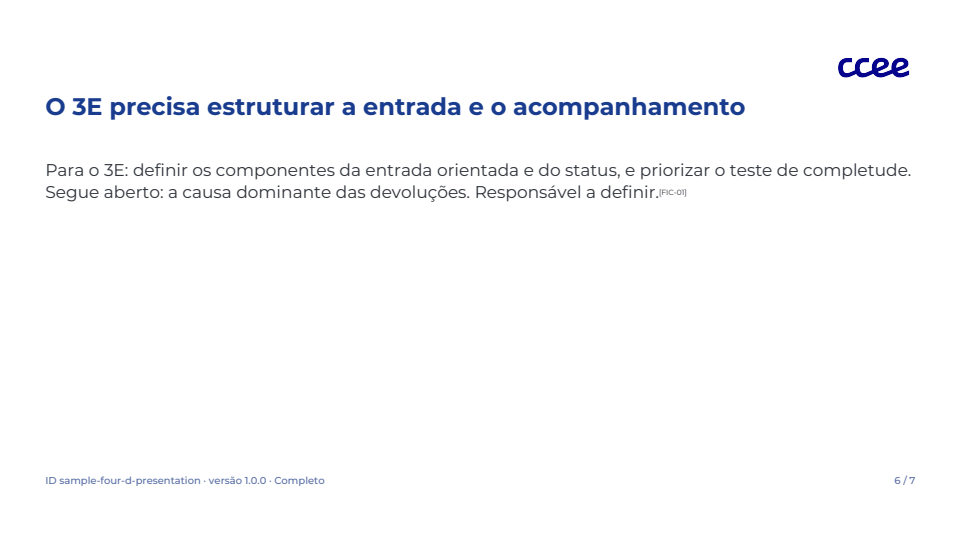 ccee
O 3E precisa estruturar a entrada e o acompanhamento
Para o 3E: definir os componentes da entrada orientada e do status, e priorizar o teste de completude.
Segue aberto: a causa dominante das devoluções. Responsável a definir.[FIC-01]
ID sample-four-d-presentation · versão 1.0.0 · Completo
6 / 7